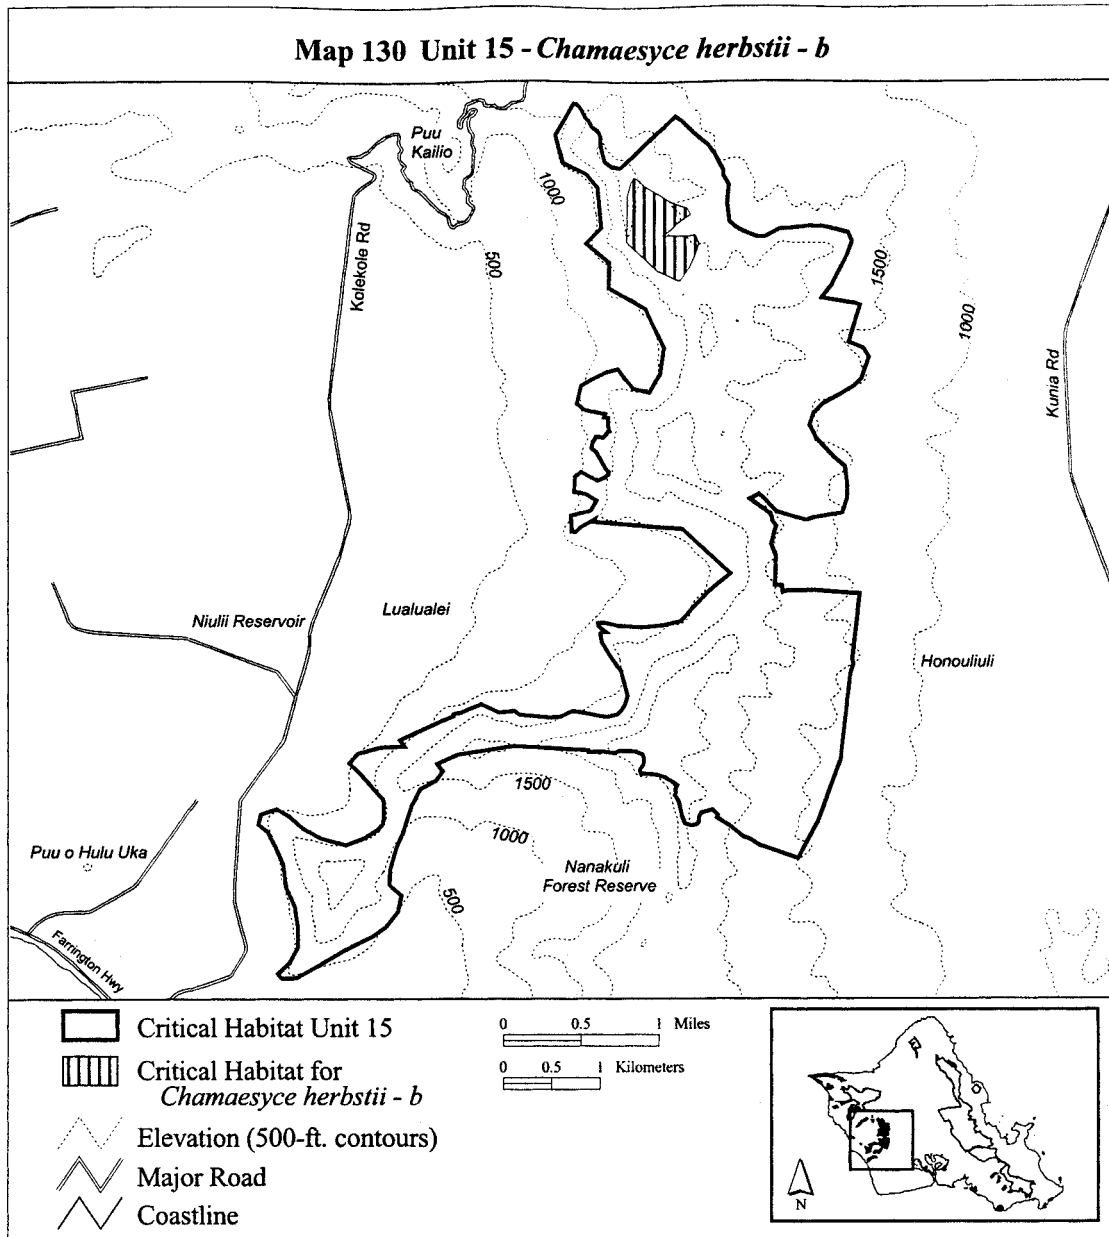 Map 130 Unit 15 - Chamaesyce herbstii - b
Puu
Kailio
1000
Kolekole Rd
500
1500
1000
Kunia Rd
Niulii Reservoir
Lualualei
Honouliuli
1500
1000
Puu o Hulu Uka
Nanakuli
Forest Reserve
500
Farrington Hwy
Critical Habitat Unit 15
Critical Habitat for
Chamaesyce herbstii - b
Elevation (500-ft. contours)
Major Road
Coastline
0 0.5 1 Miles
0 0.5 1 Kilometers
N